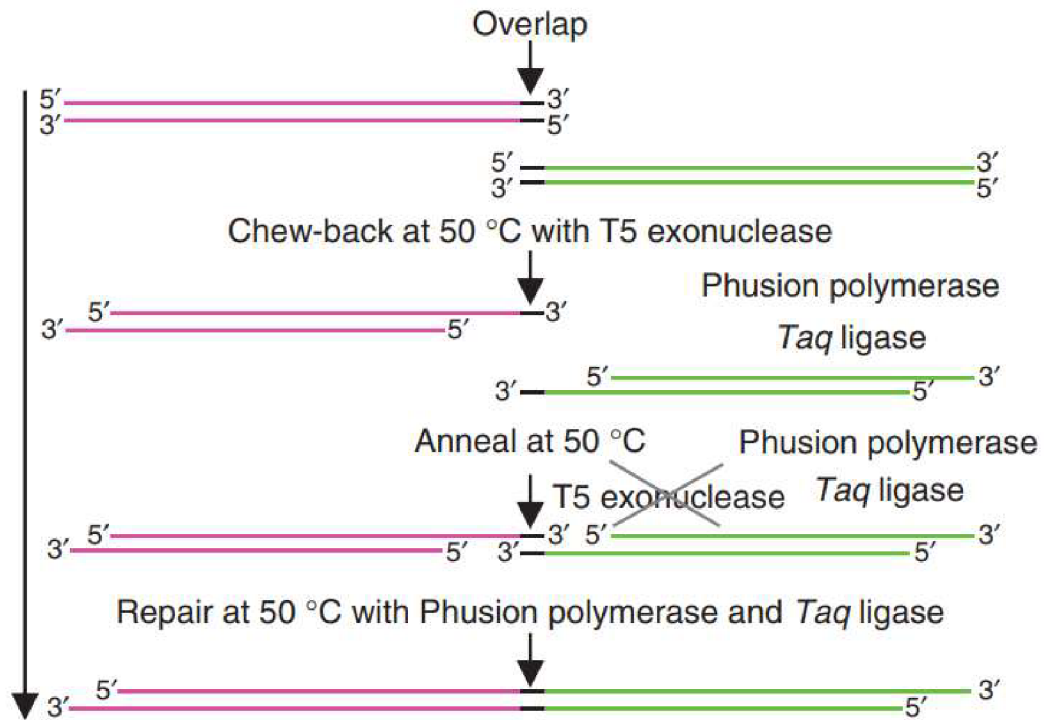 Overlap
5′ 3′
3′ 5′
5′ 3′
3′ 5′
Chew-back at 50 °C with T5 exonuclease
Phusion polymerase
5′ 3′
3′ 5′
Taq ligase
5′ 3′
3′ 5′
Anneal at 50 °C Phusion polymerase
T5 exonuclease Taq ligase
5′ 3′ 5′ 3′
3′ 5′ 3′ 5′
Repair at 50 °C with Phusion polymerase and Taq ligase
5′ 3′
3′ 5′